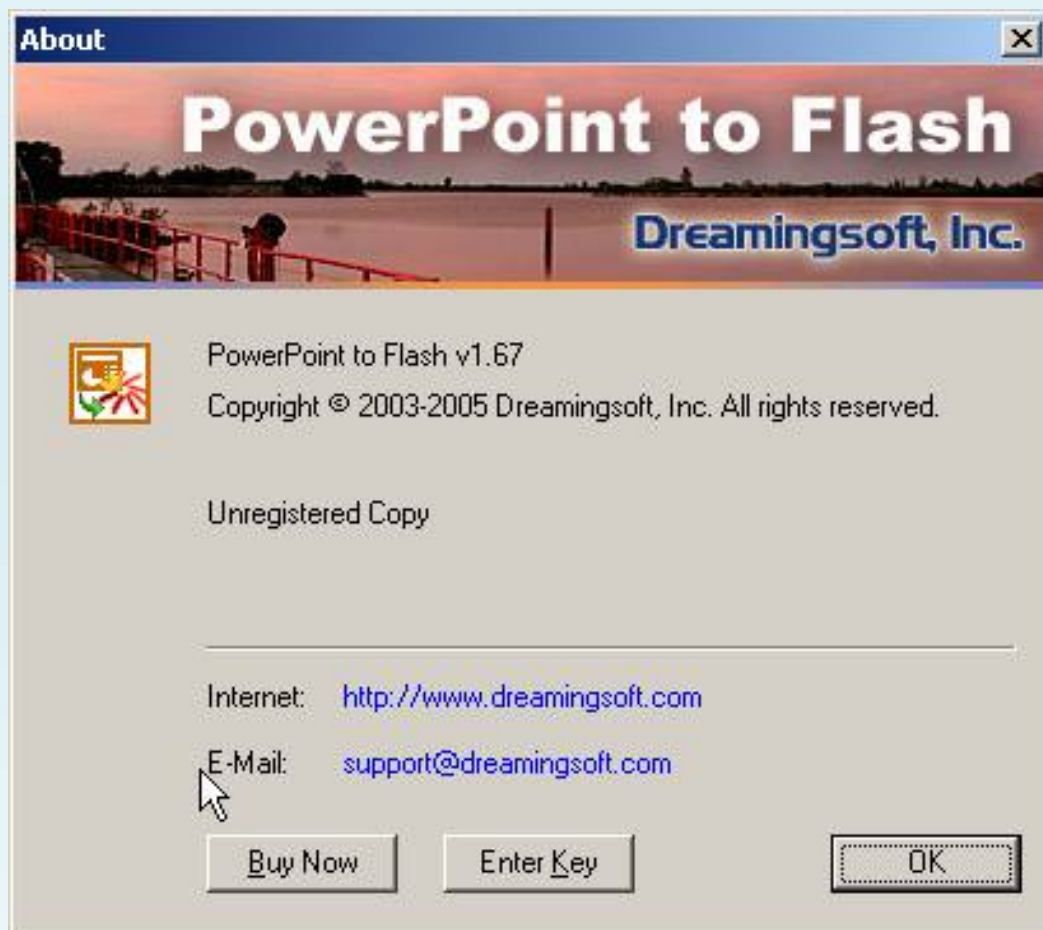 About
PowerPoint to Flash
Dreamingsoft, Inc.
PowerPoint to Flash v1.67
Copyright © 2003-2005 Dreamingsoft, Inc. All rights reserved.
Unregistered Copy
Internet: http://www.dreamingsoft.com
E-Mail: support@dreamingsoft.com
Buy Now Enter Key OK